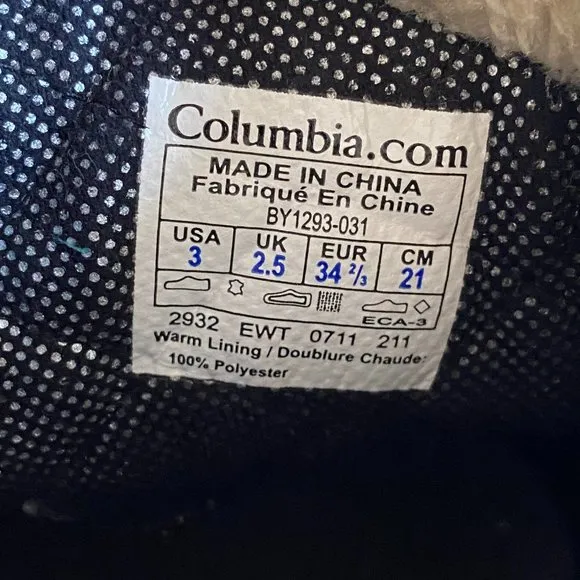 Columbia.com
MADE IN CHINA
Fabriqué En Chine
BY1293-031
USA UK EUR CM
3 2.5 34 2/3 21
ECA-3
2932 EWT 0711 211
Warm Lining / Doublure Chaude:
100% Polyester